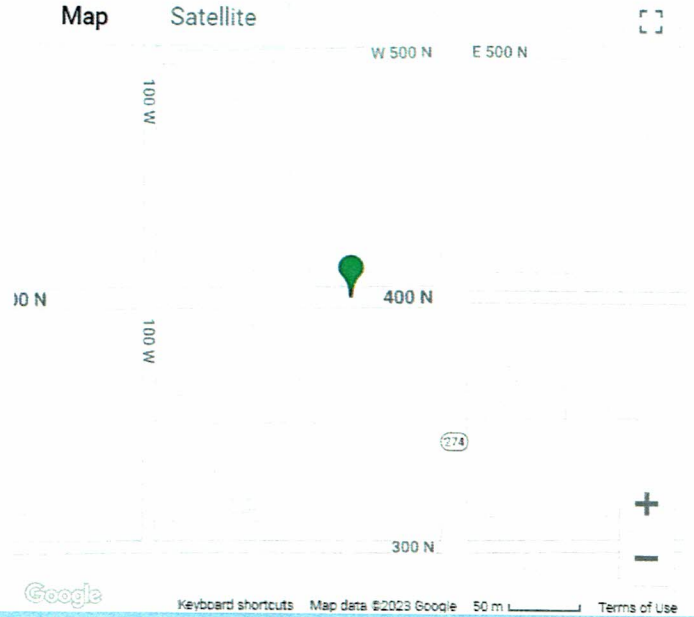 Map Satellite
W 500 N E 500 N
100 W
00 N 400 N
100 W
274
300 N
Google
Keyboard shortcuts Map data ©2023 Google 50 m Terms of Use